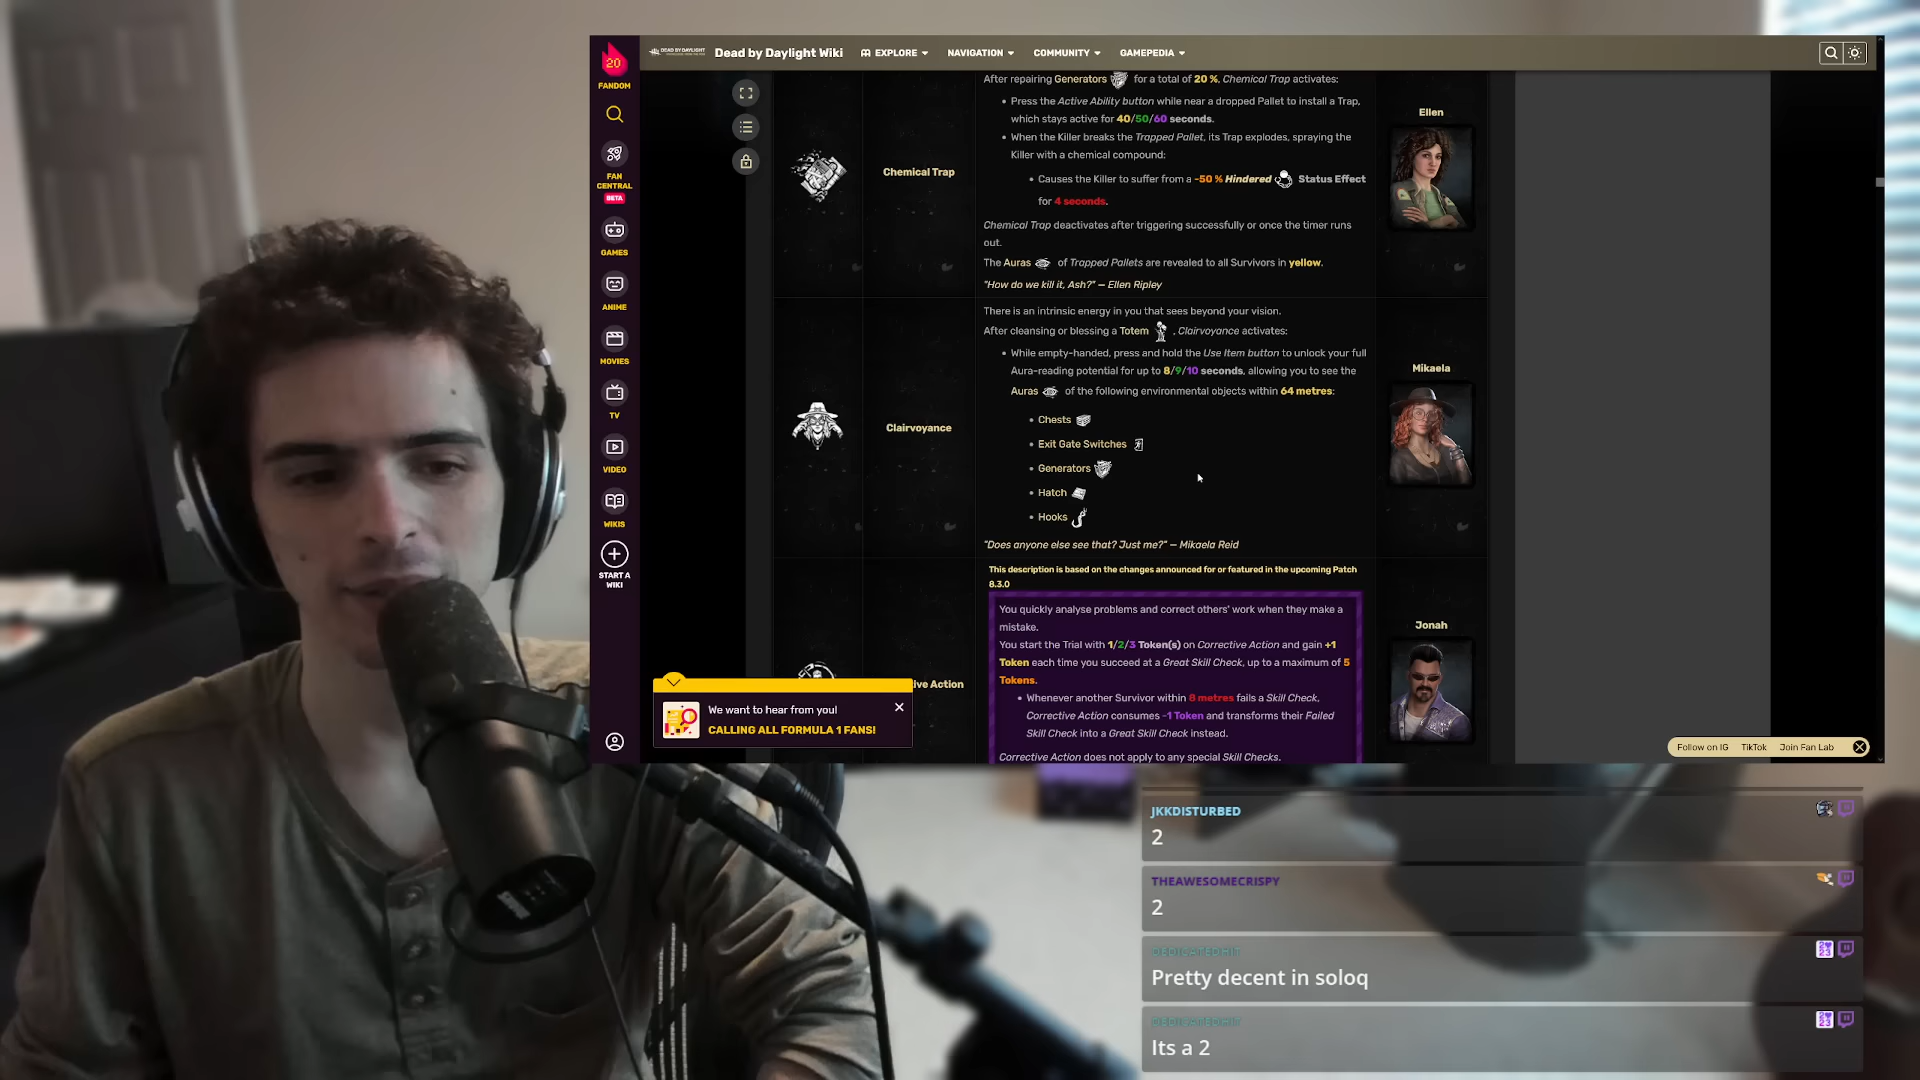 20
FANDOM
FAN
CENTRAL
BETA
GAMES
ANIME
MOVIES
TV
VIDEO
WIKIS
START A
WIKI
DEAD BY DAYLIGHT
Dead by Daylight Wiki
EXPLORE
NAVIGATION
COMMUNITY
GAMEPEDIA
After repairing Generators for a total of 20 %, Chemical Trap activates:
• Press the Active Ability button while near a dropped Pallet to install a Trap,
which stays active for 40/50/60 seconds.
• When the Killer breaks the Trapped Pallet, its Trap explodes, spraying the
Killer with a chemical compound:
• Causes the Killer to suffer from a -50 % Hindered Status Effect
for 4 seconds.
Chemical Trap deactivates after triggering successfully or once the timer runs
out.
The Auras of Trapped Pallets are revealed to all Survivors in yellow.
"How do we kill it, Ash?" — Ellen Ripley
Chemical Trap
Ellen
There is an intrinsic energy in you that sees beyond your vision.
After cleansing or blessing a Totem , Clairvoyance activates:
• While empty-handed, press and hold the Use Item button to unlock your full
Aura-reading potential for up to 8/9/10 seconds, allowing you to see the
Auras of the following environmental objects within 64 metres:
• Chests
• Exit Gate Switches
• Generators
• Hatch
• Hooks
"Does anyone else see that? Just me?" — Mikaela Reid
Clairvoyance
Mikaela
This description is based on the changes announced for or featured in the upcoming Patch
8.3.0
You quickly analyse problems and correct others' work when they make a
mistake.
You start the Trial with 1/2/3 Token(s) on Corrective Action and gain +1
Token each time you succeed at a Great Skill Check, up to a maximum of 5
Tokens.
• Whenever another Survivor within 8 metres fails a Skill Check,
Corrective Action consumes -1 Token and transforms their Failed
Skill Check into a Great Skill Check instead.
Corrective Action does not apply to any special Skill Checks.
ive Action
Jonah
We want to hear from you!
CALLING ALL FORMULA 1 FANS!
Follow on IG
TikTok
Join Fan Lab
JKKDISTURBED
2
THEAWESOMECRISPY
2
DEDICATEDHIT
Pretty decent in soloq
DEDICATEDHIT
Its a 2